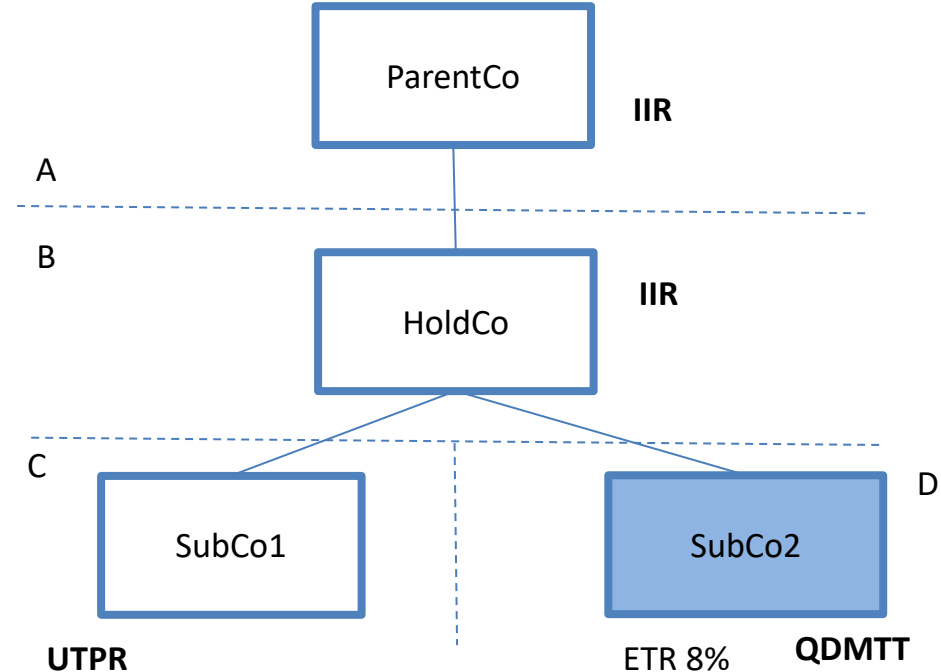 ParentCo
IIR
A
B
IIR
HoldCo
C
D
SubCo1
SubCo2
UTPR
ETR 8%
QDMTT